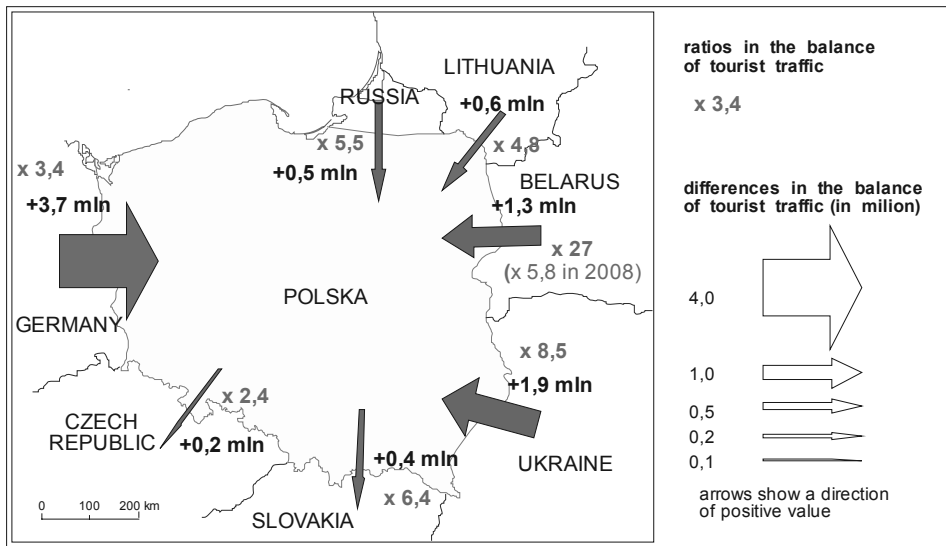 LITHUANIA
RUSSIA
+0,6 mln
x 5,5
x 4,8
x 3,4
+0,5 mln
BELARUS
+3,7 mln
+1,3 mln
x 27
(x 5,8 in 2008)
POLSKA
GERMANY
x 8,5
+1,9 mln
x 2,4
CZECH
REPUBLIC
+0,2 mln
+0,4 mln
UKRAINE
x 6,4
0 100 200 km
SLOVAKIA
ratios in the balance
of tourist traffic
x 3,4
differences in the balance
of tourist traffic (in milion)
4,0
1,0
0,5
0,2
0,1
arrows show a direction
of positive value